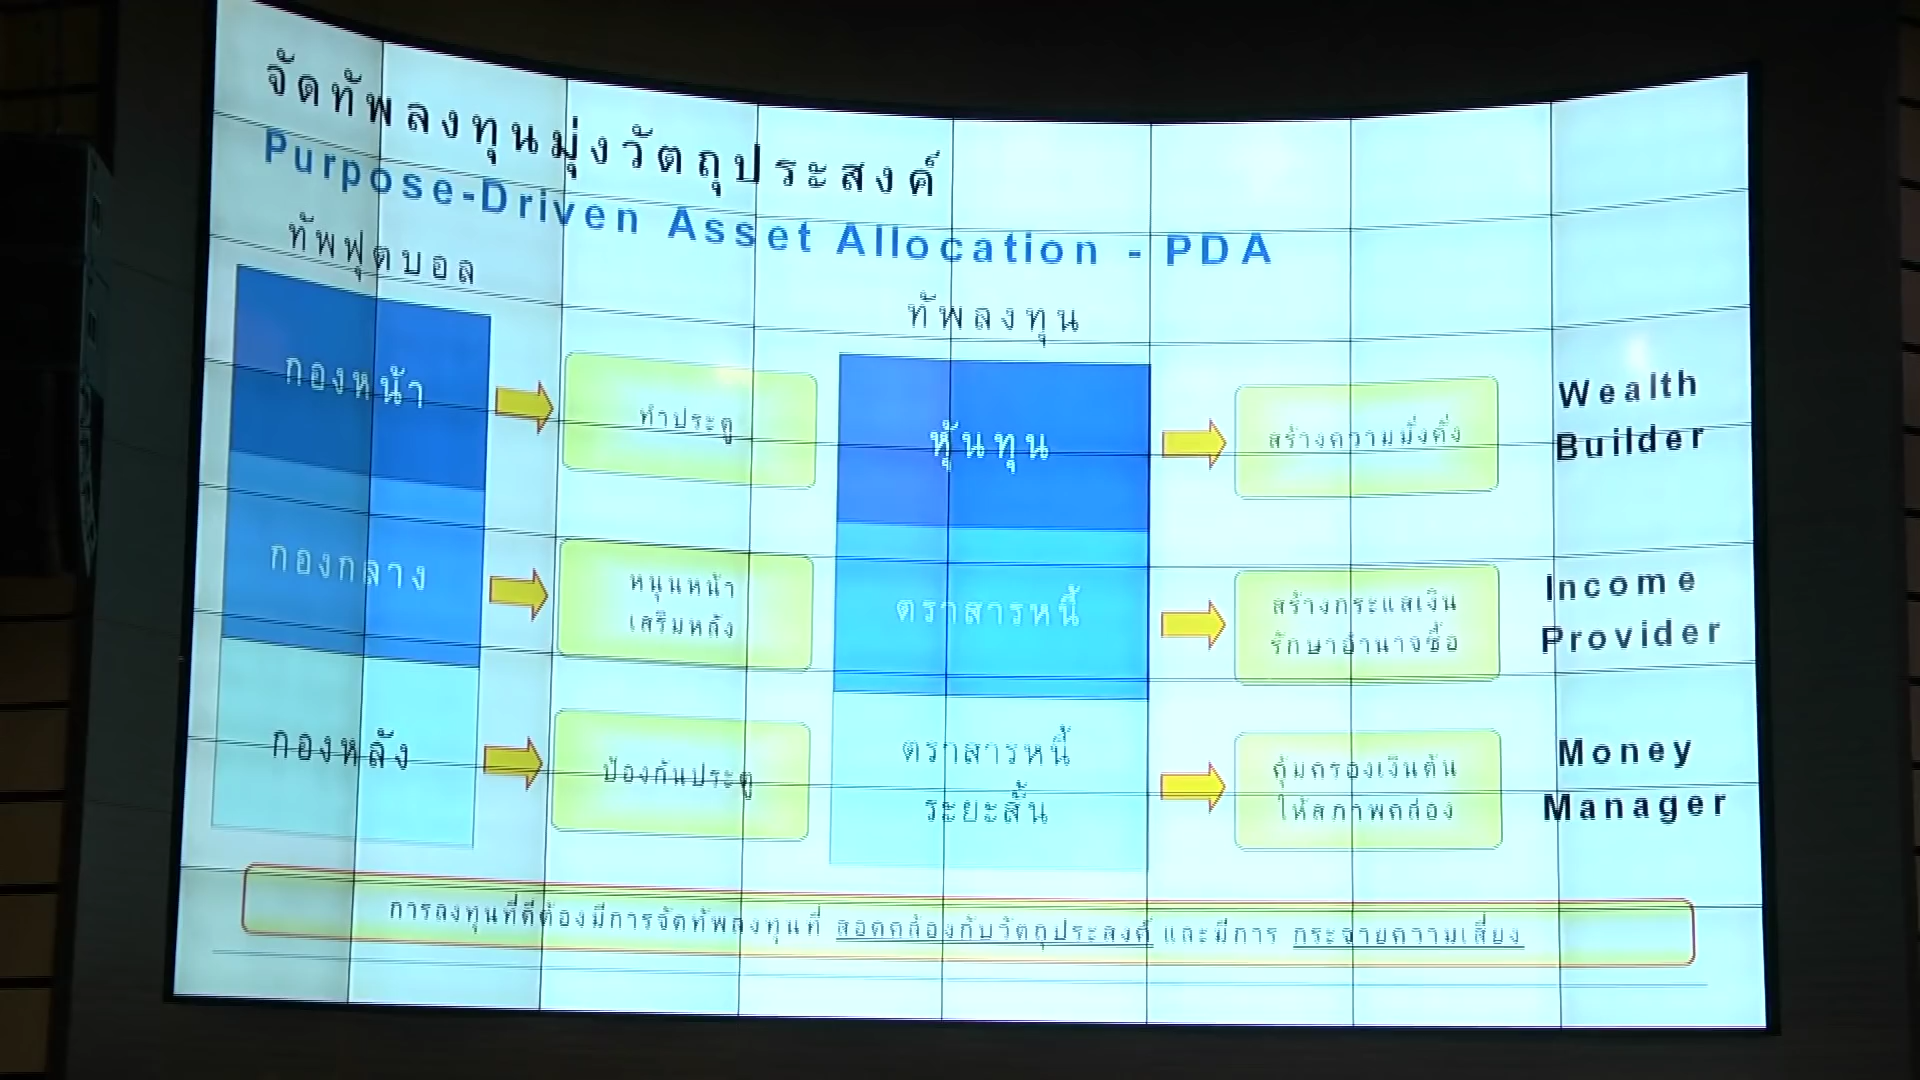 จัดทัพลงทุนมุ่งวัตถุประสงค์
Purpose-Driven Asset Allocation - PDA
ทัพฟุตบอล
ทัพลงทุน
กองหน้า
ทำประตู
หุ้นทุน
สร้างความมั่งคั่ง
Wealth
Builder
กองกลาง
หนุนหน้า
เสริมหลัง
ตราสารหนี้
สร้างกระแสเงิน
รักษาอำนาจซื้อ
Income
Provider
กองหลัง
ป้องกันประตู
ตราสารหนี้
ระยะสั้น
คุ้มครองเงินต้น
ให้สภาพคล่อง
Money
Manager
การลงทุนที่ดีต้องมีการจัดทัพลงทุนที่ สอดคล้องกับวัตถุประสงค์ และมีการ กระจายความเสี่ยง